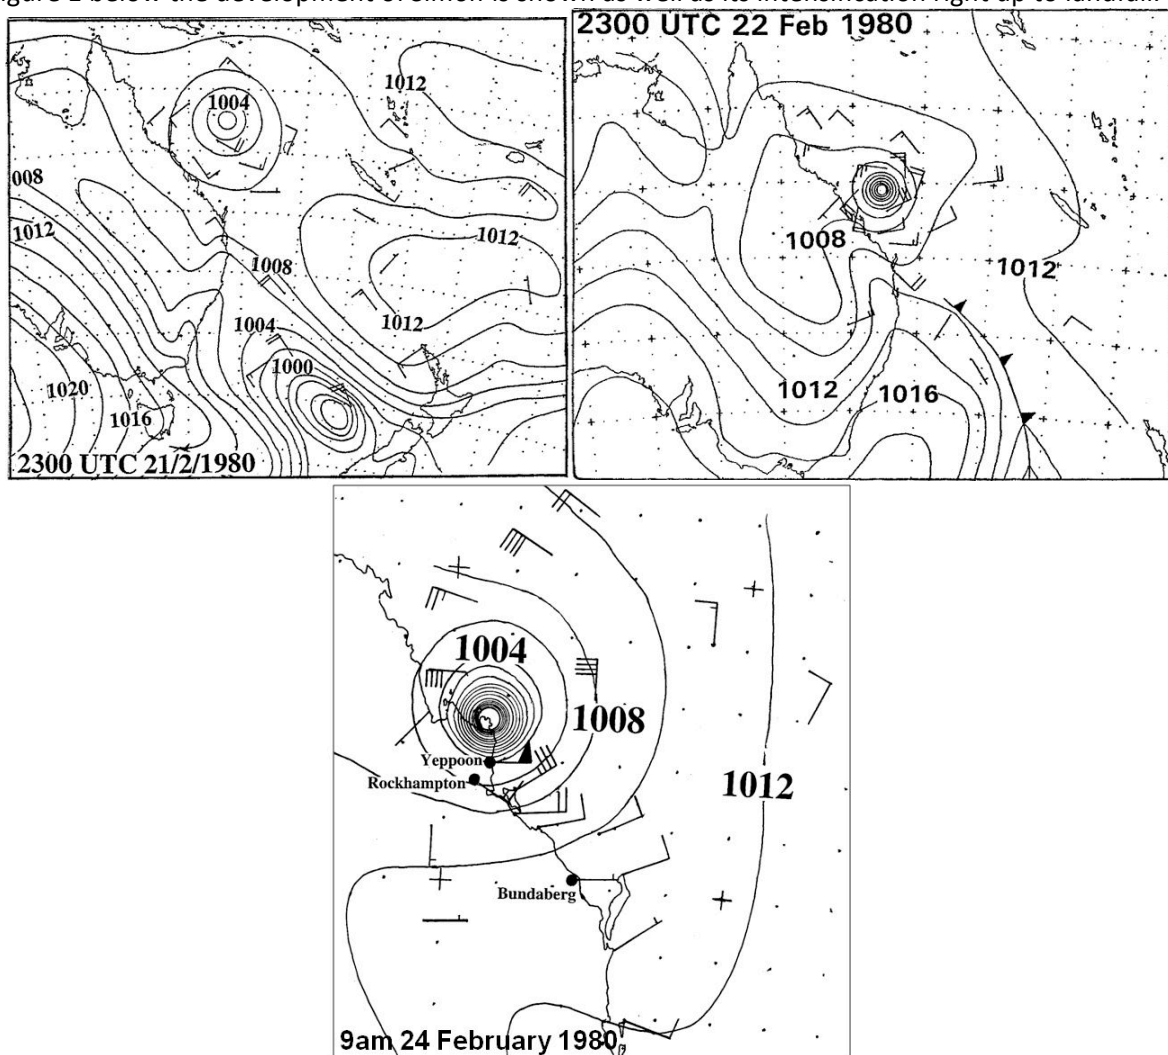 igure 1 below the development of Simon is shown as well as its intensification right up to landfall.
2300 UTC 22 Feb 1980
1004
1012
008
1012
1008
1012
1004
1012
1000
1020
1016
2300 UTC 21/2/1980
1008
1012
1012
1016
1004
1008
Yeppoon
Rockhampton
1012
Bundaberg
9am 24 February 1980